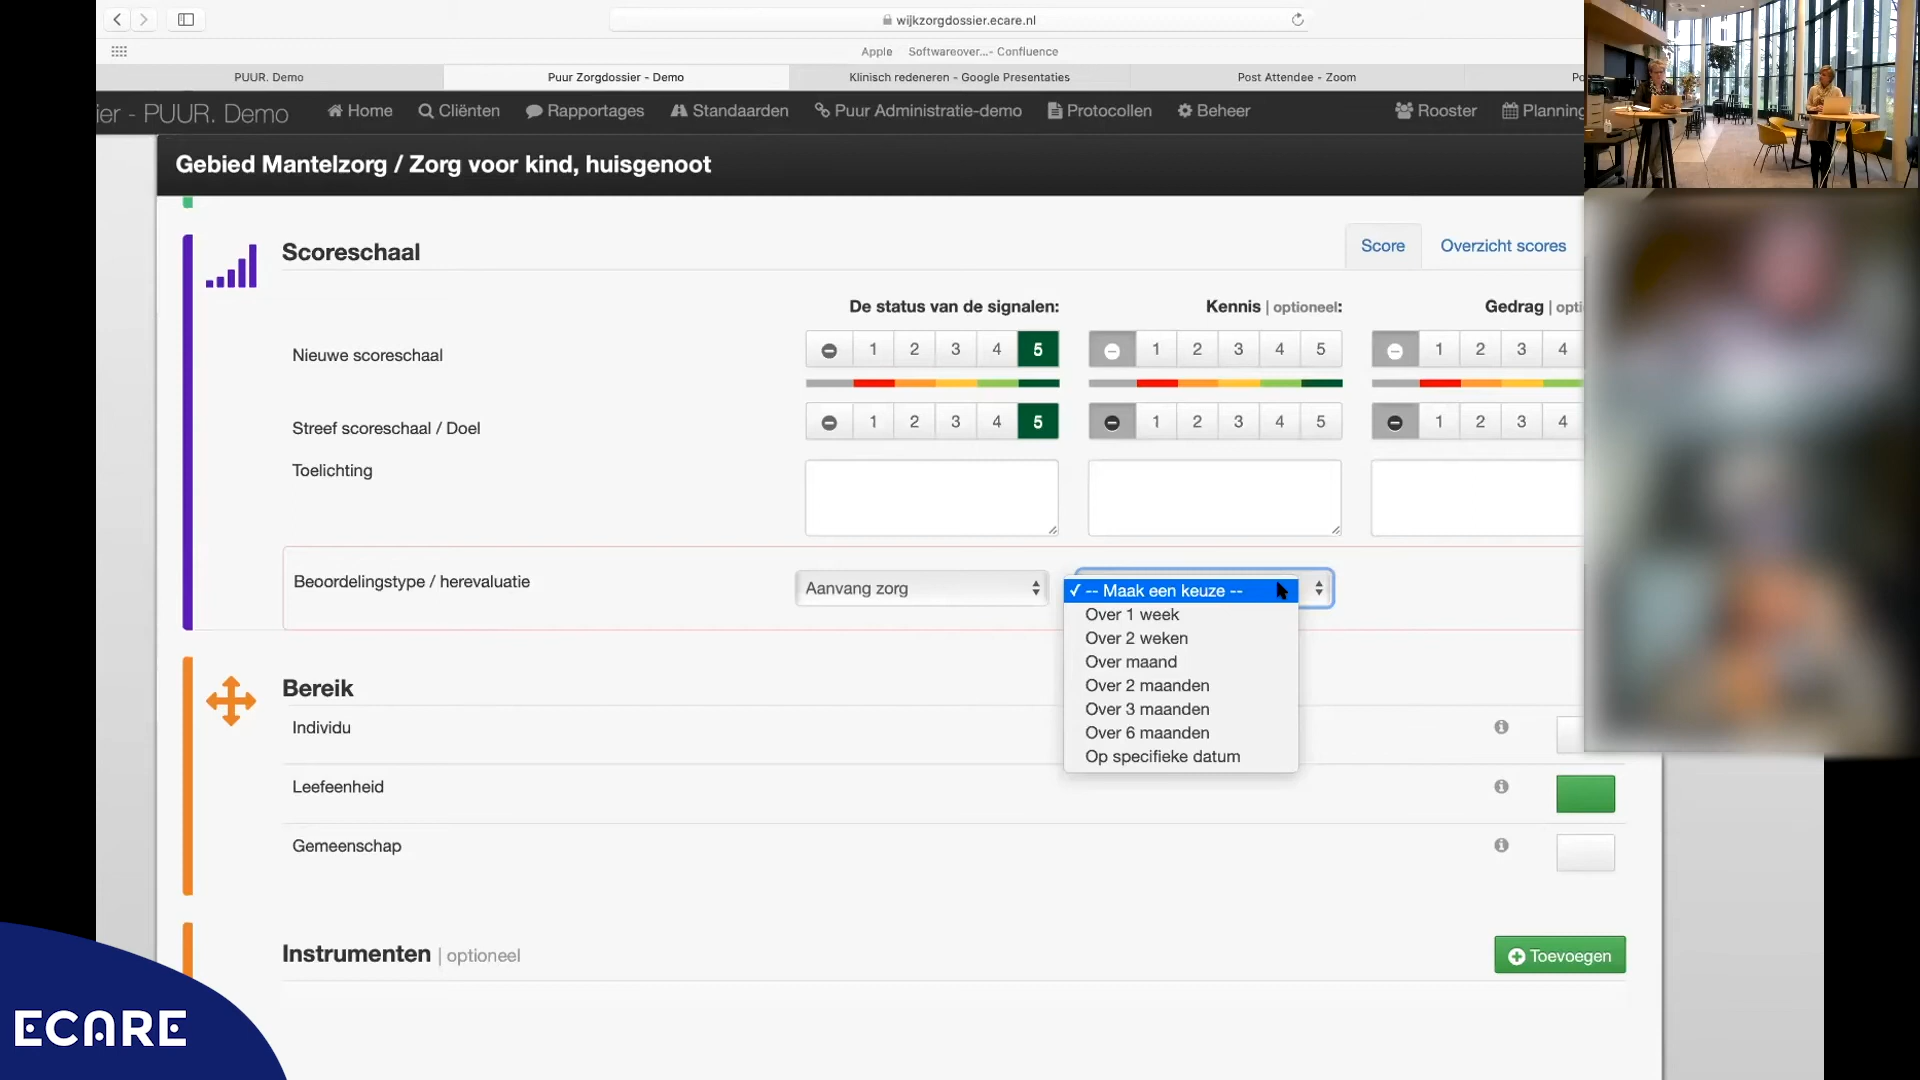 wijkzorgdossier.ecare.nl
Apple Softwareover...- Confluence
PUUR. Demo Puur Zorgdossier - Demo Klinisch redeneren - Google Presentaties Post Attendee - Zoom
ier - PUUR. Demo Home Cliënten Rapportages Standaarden Puur Administratie-demo Protocollen Beheer Rooster Planning
Gebied Mantelzorg / Zorg voor kind, huisgenoot
Scoreschaal Score Overzicht scores
De status van de signalen: Kennis | optioneel: Gedrag | opti
Nieuwe scoreschaal 1 2 3 4 5 1 2 3 4 5 1 2 3 4
Streef scoreschaal / Doel 1 2 3 4 5 1 2 3 4 5 1 2 3 4
Toelichting
Beoordelingstype / herevaluatie Aanvang zorg ✓ -- Maak een keuze --
Over 1 week
Over 2 weken
Over maand
Over 2 maanden
Over 3 maanden
Over 6 maanden
Op specifieke datum
Bereik
Individu
Leefeenheid
Gemeenschap
Instrumenten | optioneel Toevoegen
ECARE